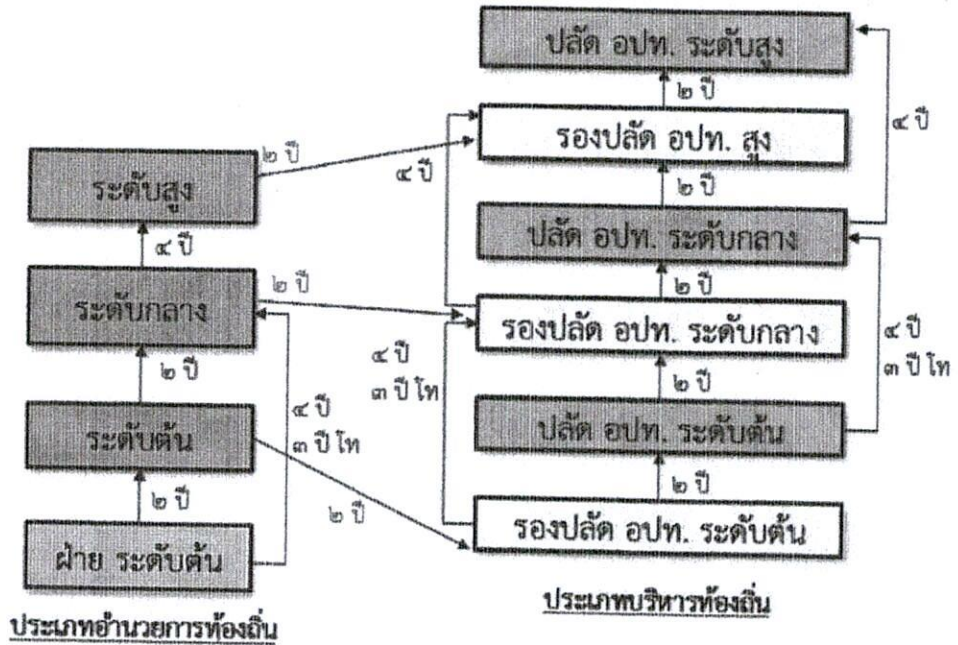 ปลัด อปท. ระดับสูง
๒ ปี
รองปลัด อปท. สูง
๔ ปี
๒ ปี
๔ ปี
ระดับสูง
๒ ปี
ปลัด อปท. ระดับกลาง
๔ ปี
๒ ปี
ระดับกลาง
๒ ปี
รองปลัด อปท. ระดับกลาง
๔ ปี
๓ ปี โท
๒ ปี
๔ ปี
๓ ปี โท
๒ ปี
ระดับต้น
๔ ปี
๓ ปี โท
ปลัด อปท. ระดับต้น
๒ ปี
๒ ปี
๒ ปี
รองปลัด อปท. ระดับต้น
ฝ่าย ระดับต้น
ประเภทอำนวยการท้องถิ่น
ประเภทบริหารท้องถิ่น